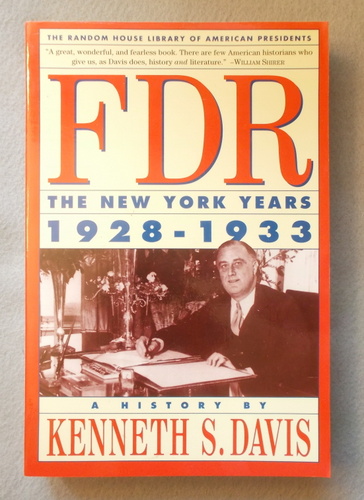 THE RANDOM HOUSE LIBRARY OF AMERICAN PRESIDENTS
"A great, wonderful, and fearless book. There are few American historians who
give us, as Davis does, history and literature." —WILLIAM SHIRER
FDR
THE NEW YORK YEARS
1928-1933
A HISTORY BY
KENNETH S. DAVIS